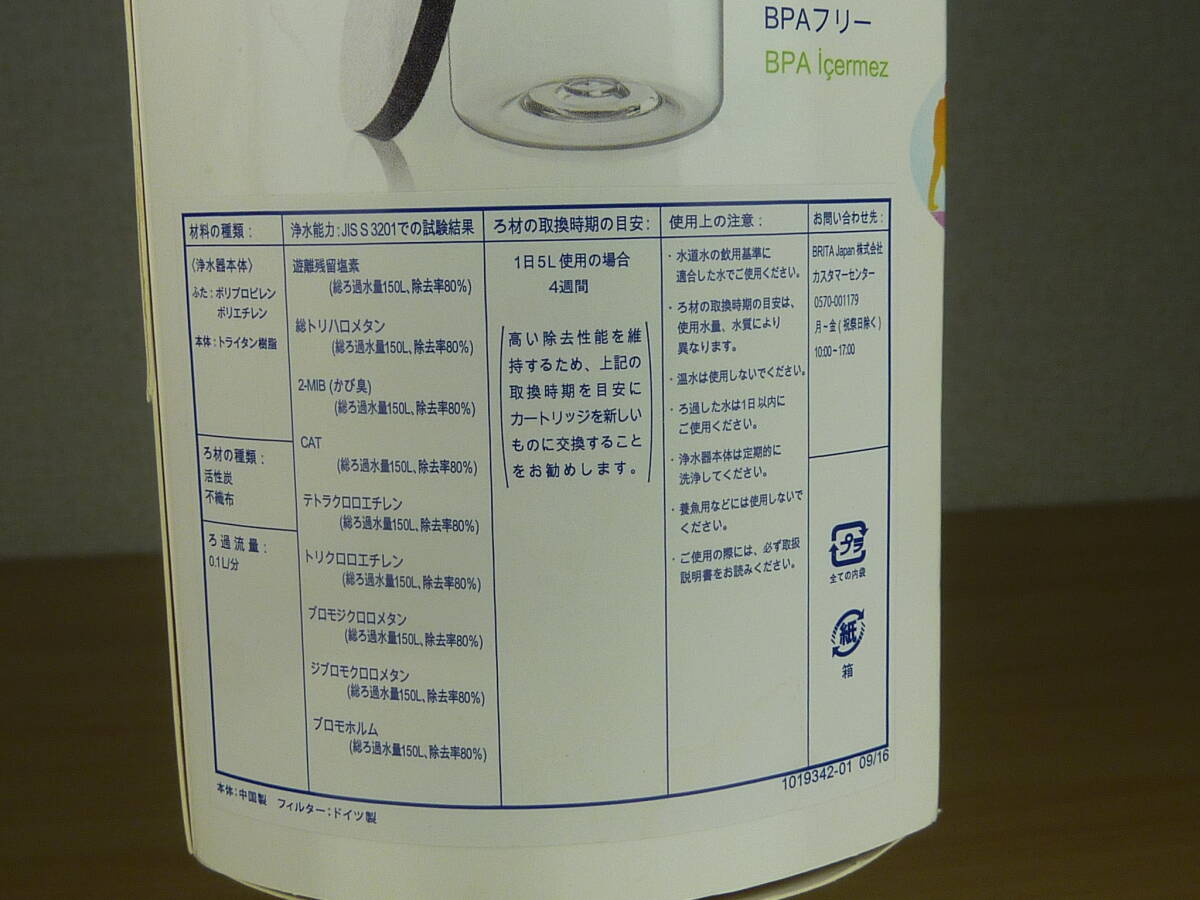 BPAフリー
BPA İçermez
材料の種類：
〈浄水器本体〉
ふた：ポリプロピレン
ポリエチレン
本体：トライタン樹脂
ろ材の種類：
活性炭
不織布
ろ過流量：
0.1L/分
浄水能力：JIS S 3201での試験結果
遊離残留塩素
(総ろ過水量150L、除去率80%)
総トリハロメタン
(総ろ過水量150L、除去率80%)
2-MIB (かび臭)
(総ろ過水量150L、除去率80%)
CAT
(総ろ過水量150L、除去率80%)
テトラクロロエチレン
(総ろ過水量150L、除去率80%)
トリクロロエチレン
(総ろ過水量150L、除去率80%)
ブロモジクロロメタン
(総ろ過水量150L、除去率80%)
ジブロモクロロメタン
(総ろ過水量150L、除去率80%)
ブロモホルム
(総ろ過水量150L、除去率80%)
ろ材の取換時期の目安：
1日5L使用の場合
4週間
高い除去性能を維
持するため、上記の
取換時期を目安に
カートリッジを新しい
ものに交換すること
をお勧めします。
使用上の注意：
・水道水の飲用基準に
適合した水でご使用ください。
・ろ材の取換時期の目安は、
使用水量、水質により
異なります。
・温水は使用しないでください。
・ろ過した水は1日以内に
ご使用ください。
・浄水器本体は定期的に
洗浄してください。
・養魚用などには使用しないで
ください。
・ご使用の際には、必ず取扱
説明書をお読みください。
お問い合わせ先：
BRITA Japan 株式会社
カスタマーセンター
0570-001179
月～金(祝祭日除く)
10:00～17:00
プラ
全ての内袋
紙
箱
1019342-01 09/16
本体：中国製 フィルター：ドイツ製